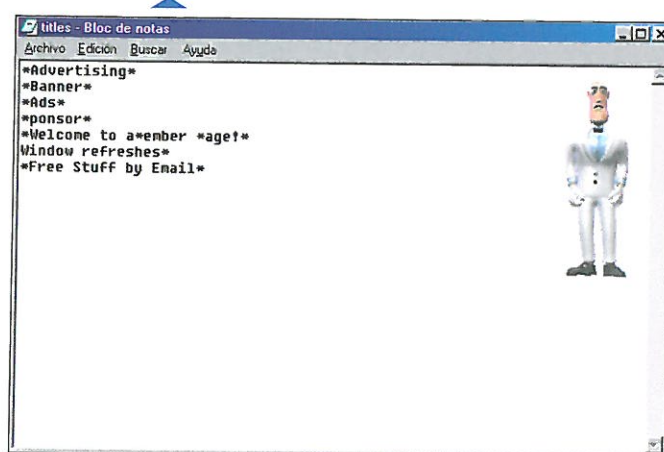 titles - Bloc de notas
Archivo Edición Buscar Ayuda
*Advertising*
*Banner*
*Ads*
*ponsor*
*Welcome to a*ember *age!*
Window refreshes*
*Free Stuff by Email*